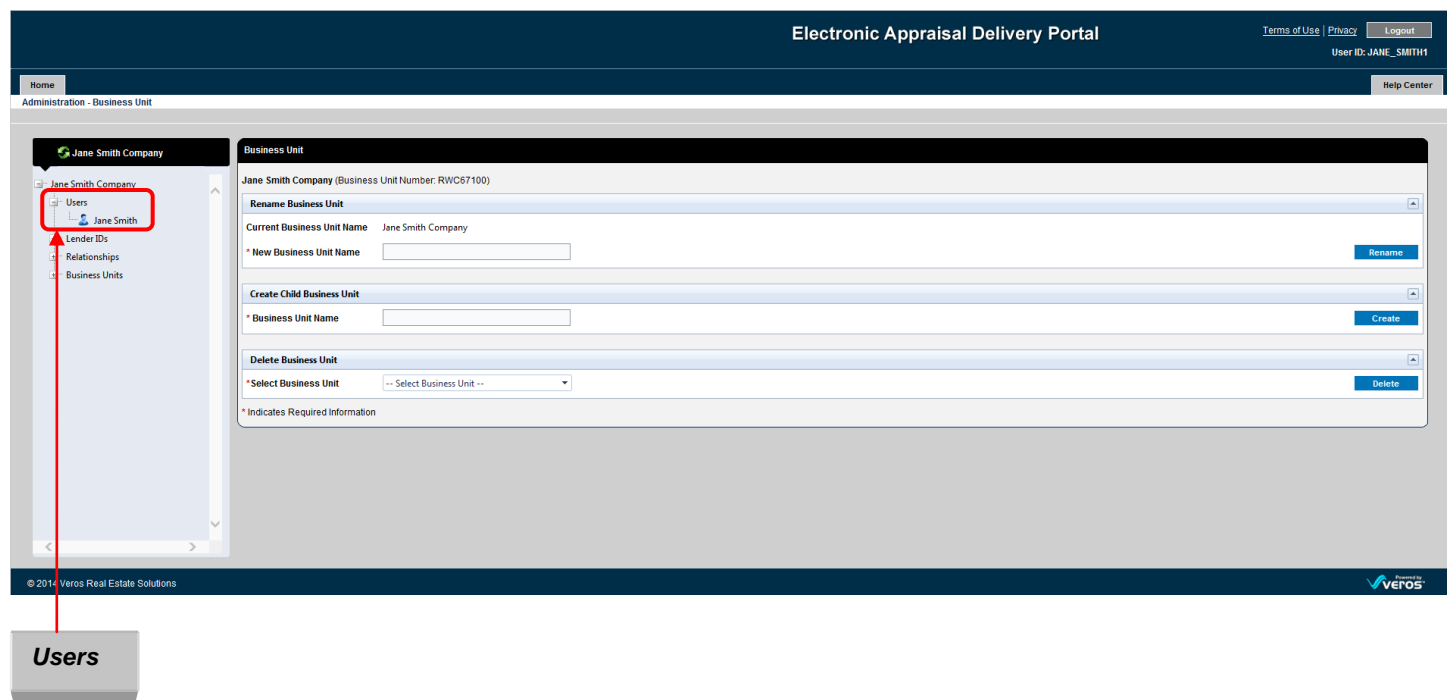 Electronic Appraisal Delivery Portal
Terms of Use | Privacy Logout
User ID: JANE_SMITH1
Home Help Center
Administration - Business Unit
Jane Smith Company
Jane Smith Company
Users
Jane Smith
Lender IDs
Relationships
Business Units
Business Unit
Jane Smith Company (Business Unit Number: RWC67100)
Rename Business Unit
Current Business Unit Name Jane Smith Company
* New Business Unit Name Rename
Create Child Business Unit
* Business Unit Name Create
Delete Business Unit
*Select Business Unit -- Select Business Unit -- Delete
* Indicates Required Information
© 2014 Veros Real Estate Solutions
Powered by
veros
Users